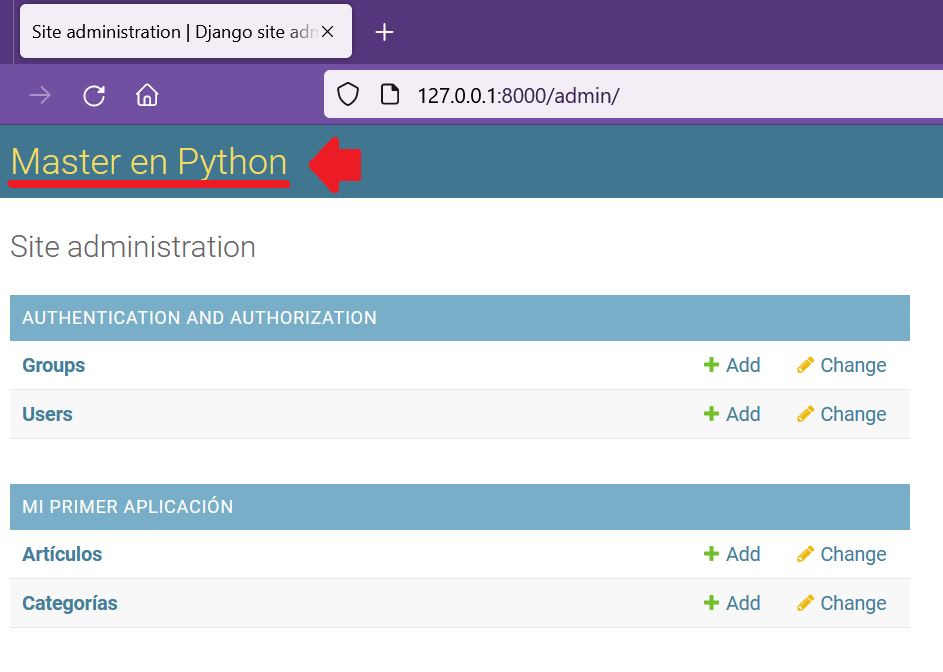 Site administration | Django site adm
127.0.0.1:8000/admin/
Master en Python
Site administration
AUTHENTICATION AND AUTHORIZATION
Groups Add Change
Users Add Change
MI PRIMER APLICACIÓN
Artículos Add Change
Categorías Add Change